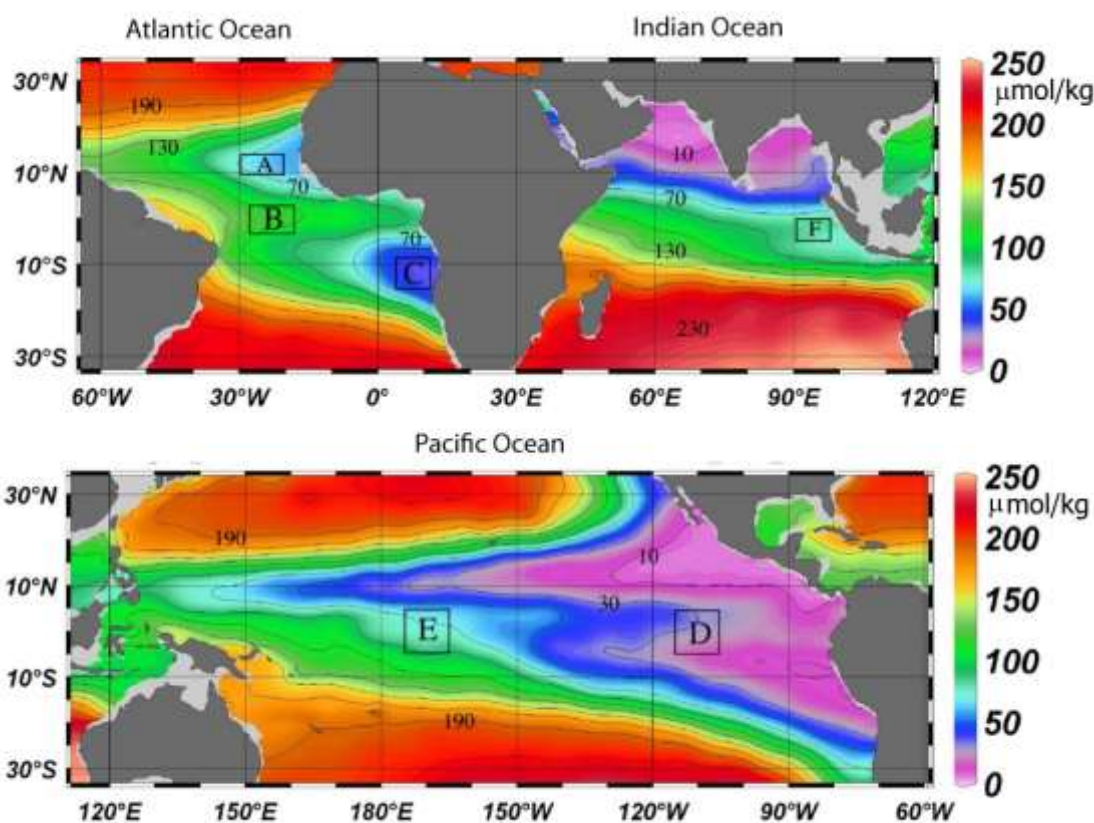 Atlantic Ocean
Indian Ocean
30°N
10°N
10°S
30°S
60°W
30°W
0°
30°E
60°E
90°E
120°E
190
130
A
70
B
70
C
10
70
F
130
230
250
μmol/kg
200
150
100
50
0
Pacific Ocean
30°N
10°N
10°S
30°S
120°E
150°E
180°E
150°W
120°W
90°W
60°W
190
10
30
E
D
190
250
μmol/kg
200
150
100
50
0